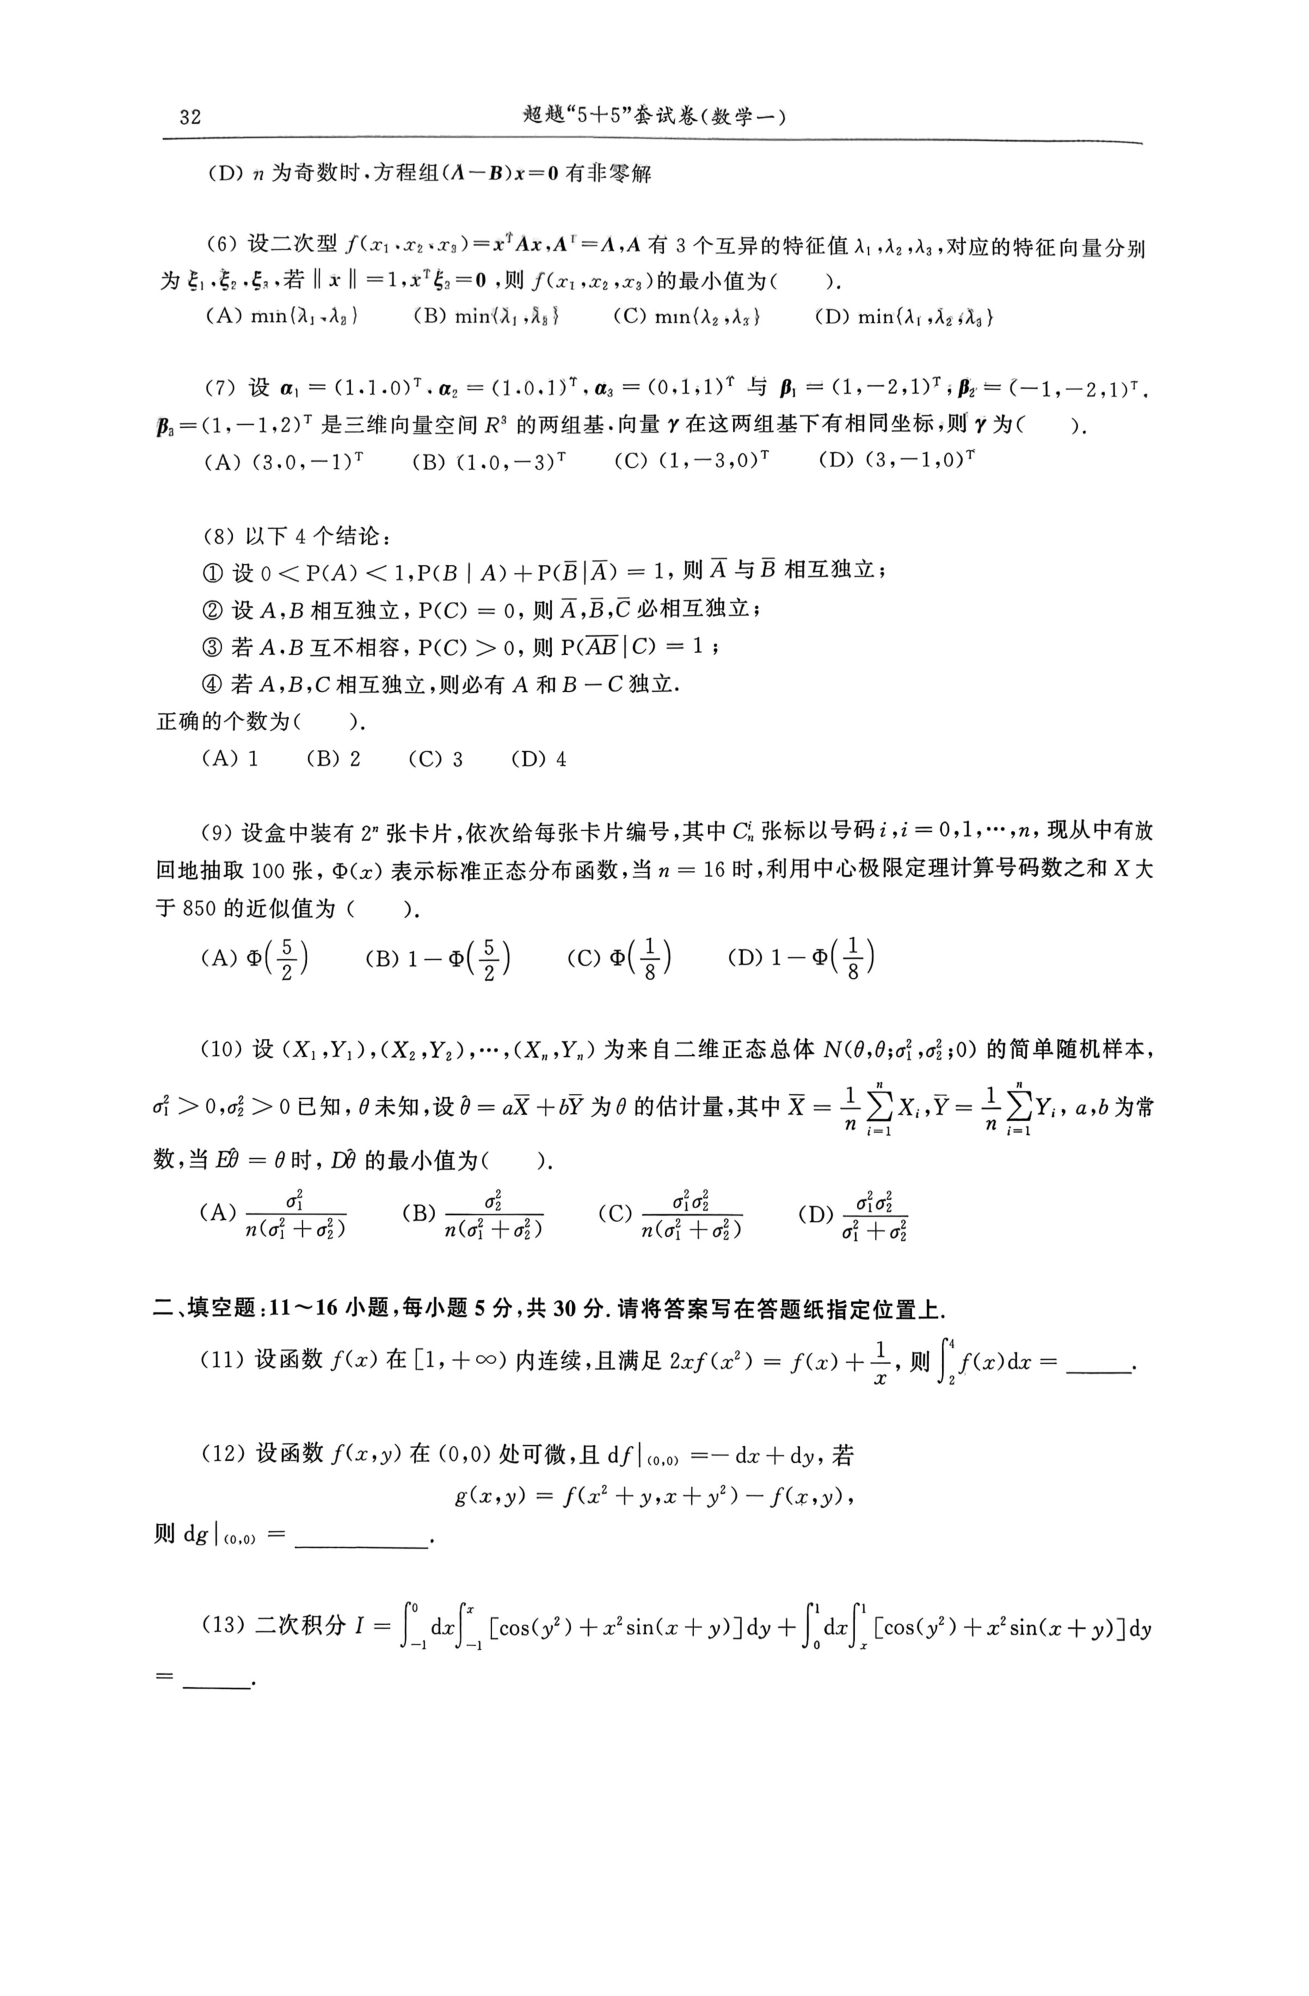 32 超越“5+5”套试卷(数学一)
(D) n 为奇数时,方程组(A－B)x＝0 有非零解
(6) 设二次型 f(x₁,x₂,x₃)＝xᵀAx,Aᵀ＝A,A 有 3 个互异的特征值 λ₁,λ₂,λ₃,对应的特征向量分别
为 ξ₁,ξ₂,ξ₃,若 ‖x‖＝1,xᵀξ₃＝0,则 f(x₁,x₂,x₃)的最小值为(　　).
(A) min{λ₁,λ₂}　(B) min{λ₁,λ₃}　(C) min{λ₂,λ₃}　(D) min{λ₁,λ₂,λ₃}
(7) 设 α₁＝(1,1,0)ᵀ,α₂＝(1,0,1)ᵀ,α₃＝(0,1,1)ᵀ 与 β₁＝(1,－2,1)ᵀ,β₂＝(－1,－2,1)ᵀ,
β₃＝(1,－1,2)ᵀ 是三维向量空间 R³ 的两组基,向量 γ 在这两组基下有相同坐标,则 γ 为(　　).
(A) (3,0,－1)ᵀ　(B) (1,0,－3)ᵀ　(C) (1,－3,0)ᵀ　(D) (3,－1,0)ᵀ
(8) 以下 4 个结论:
① 设 0＜P(A)＜1,P(B|A)＋P(B̅|A̅)＝1,则 A̅ 与 B̅ 相互独立;
② 设 A,B 相互独立,P(C)＝0,则 A̅,B̅,C̅ 必相互独立;
③ 若 A,B 互不相容,P(C)＞0,则 P(A̅B̅|C)＝1;
④ 若 A,B,C 相互独立,则必有 A 和 B－C 独立.
正确的个数为(　　).
(A) 1　(B) 2　(C) 3　(D) 4
(9) 设盒中装有 2ⁿ 张卡片,依次给每张卡片编号,其中 Cₙⁱ 张标以号码 i,i＝0,1,⋯,n,现从中有放
回地抽取 100 张,Φ(x) 表示标准正态分布函数,当 n＝16 时,利用中心极限定理计算号码数之和 X 大
于 850 的近似值为(　　).
(A) Φ(5/2)　(B) 1－Φ(5/2)　(C) Φ(1/8)　(D) 1－Φ(1/8)
(10) 设 (X₁,Y₁),(X₂,Y₂),⋯,(Xₙ,Yₙ) 为来自二维正态总体 N(θ,θ;σ₁²,σ₂²;0) 的简单随机样本,
σ₁²＞0,σ₂²＞0 已知,θ 未知,设 θ̂＝aX̅＋bY̅ 为 θ 的估计量,其中 X̅＝1/n ∑ⁿᵢ₌₁ Xᵢ,Y̅＝1/n ∑ⁿᵢ₌₁ Yᵢ,a,b 为常
数,当 Eθ̂＝θ 时,Dθ̂ 的最小值为(　　).
(A) σ₁²/n(σ₁²＋σ₂²)　(B) σ₂²/n(σ₁²＋σ₂²)　(C) σ₁²σ₂²/n(σ₁²＋σ₂²)　(D) σ₁²σ₂²/σ₁²＋σ₂²
二、填空题:11～16 小题,每小题 5 分,共 30 分.请将答案写在答题纸指定位置上.
(11) 设函数 f(x) 在 [1,＋∞) 内连续,且满足 2xf(x²)＝f(x)＋1/x,则 ∫₂⁴ f(x)dx＝_____.
(12) 设函数 f(x,y) 在 (0,0) 处可微,且 df|₍₀,₀₎＝－dx＋dy,若
g(x,y)＝f(x²＋y,x＋y²)－f(x,y),
则 dg|₍₀,₀₎＝__________.
(13) 二次积分 I＝∫₋₁⁰ dx∫₋₁ˣ [cos(y²)＋x²sin(x＋y)]dy＋∫₀¹ dx∫ₓ¹ [cos(y²)＋x²sin(x＋y)]dy
＝_____.